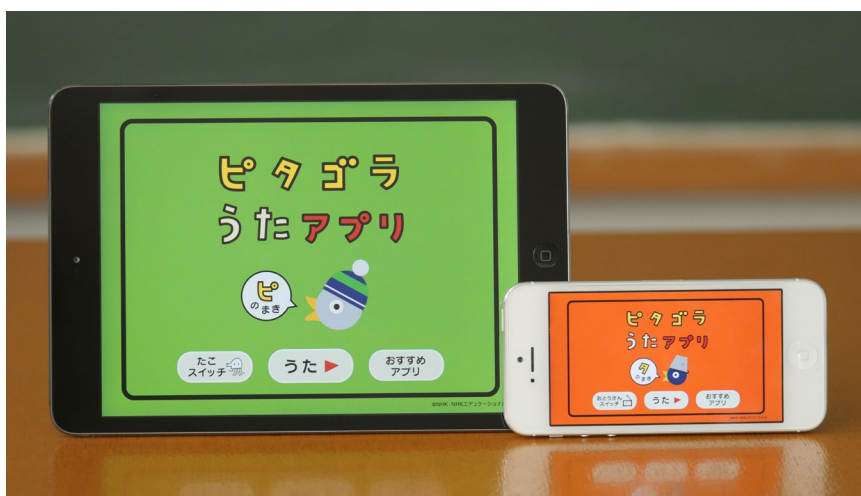 ピタゴラ
うたアプリ
ピ
のまき
たこ
スイッチ
うた
おすすめ
アプリ
ピタゴラ
うたアプリ
タ
のまき
おとうさん
スイッチ
うた
おすすめ
アプリ